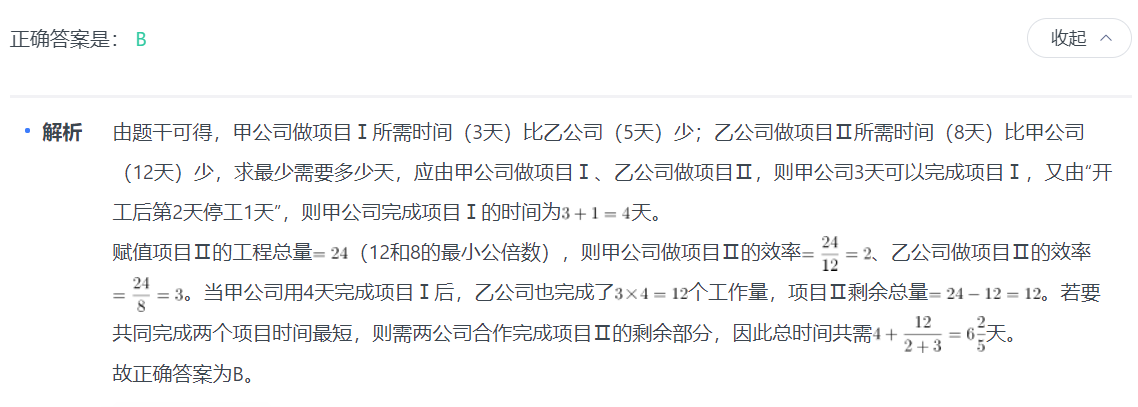 正确答案是： B
收起
解析
由题干可得，甲公司做项目Ⅰ所需时间（3天）比乙公司（5天）少；乙公司做项目Ⅱ所需时间（8天）比甲公司
（12天）少，求最少需要多少天，应由甲公司做项目Ⅰ、乙公司做项目Ⅱ，则甲公司3天可以完成项目Ⅰ，又由“开
工后第2天停工1天”，则甲公司完成项目Ⅰ的时间为3 + 1 = 4天。
赋值项目Ⅱ的工程总量= 24（12和8的最小公倍数），则甲公司做项目Ⅱ的效率= 24/12 = 2、乙公司做项目Ⅱ的效率
= 24/8 = 3。当甲公司用4天完成项目Ⅰ后，乙公司也完成了3 × 4 = 12个工作量，项目Ⅱ剩余总量= 24 − 12 = 12。若要
共同完成两个项目时间最短，则需两公司合作完成项目Ⅱ的剩余部分，因此总时间共需4 + 12/(2 + 3) = 6 2/5天。
故正确答案为B。